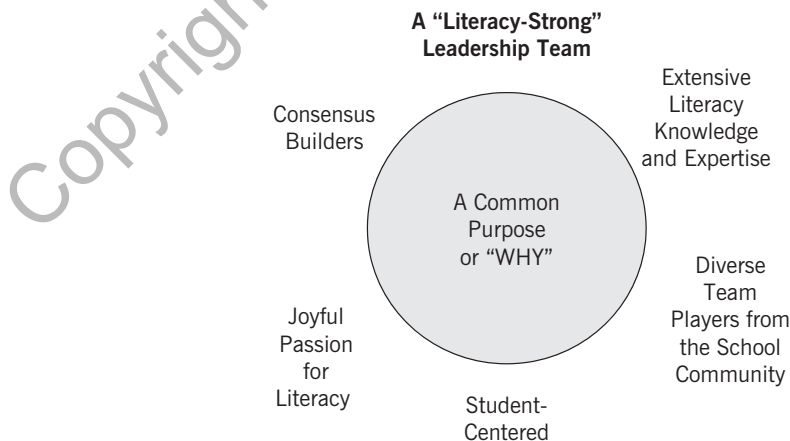 A “Literacy-Strong”
Leadership Team
Extensive
Literacy
Knowledge
and Expertise
Consensus
Builders
A Common
Purpose
or “WHY”
Diverse
Team
Players from
the School
Community
Joyful
Passion
for
Literacy
Student-
Centered